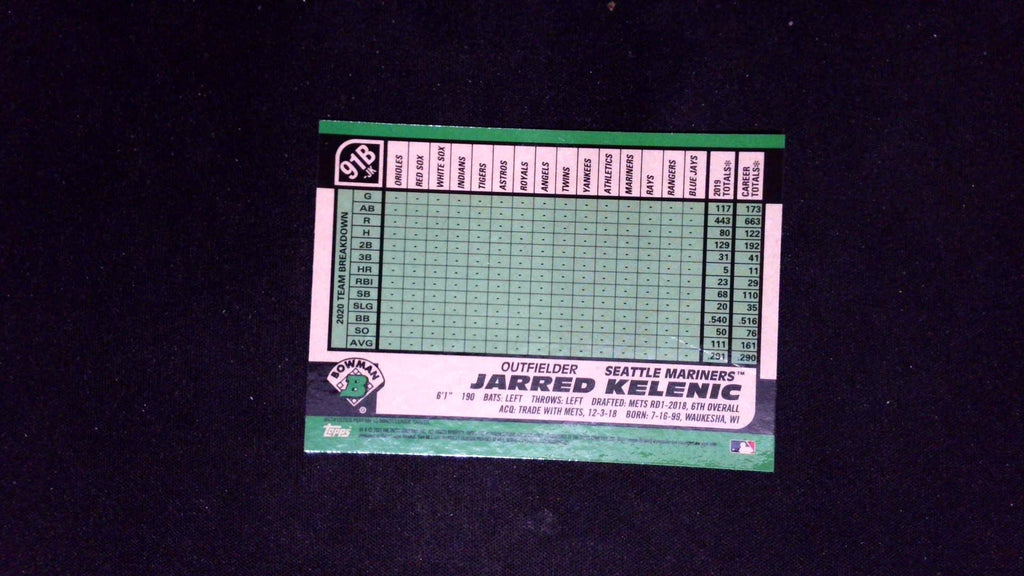 91B
-JK
ORIOLES RED SOX WHITE SOX INDIANS TIGERS ASTROS ROYALS ANGELS TWINS YANKEES ATHLETICS MARINERS RAYS RANGERS BLUE JAYS 2019 TOTALS※ CAREER TOTALS※
2020 TEAM BREAKDOWN
G - - - - - - - - - - - - - - - 117 173
AB - - - - - - - - - - - - - - - 443 663
R - - - - - - - - - - - - - - - 80 122
H - - - - - - - - - - - - - - - 129 192
2B - - - - - - - - - - - - - - - 31 41
3B - - - - - - - - - - - - - - - 5 11
HR - - - - - - - - - - - - - - - 23 29
RBI - - - - - - - - - - - - - - - 68 110
SB - - - - - - - - - - - - - - - 20 35
SLG - - - - - - - - - - - - - - - .540 .516
BB - - - - - - - - - - - - - - - 50 76
SO - - - - - - - - - - - - - - - 111 161
AVG - - - - - - - - - - - - - - - .291 .290
BOWMAN
B
OUTFIELDER SEATTLE MARINERS™
JARRED KELENIC
6'1" 190 BATS: LEFT THROWS: LEFT DRAFTED: METS RD1-2018, 6TH OVERALL
ACQ: TRADE WITH METS, 12-3-18 BORN: 7-16-99, WAUKESHA, WI
Topps